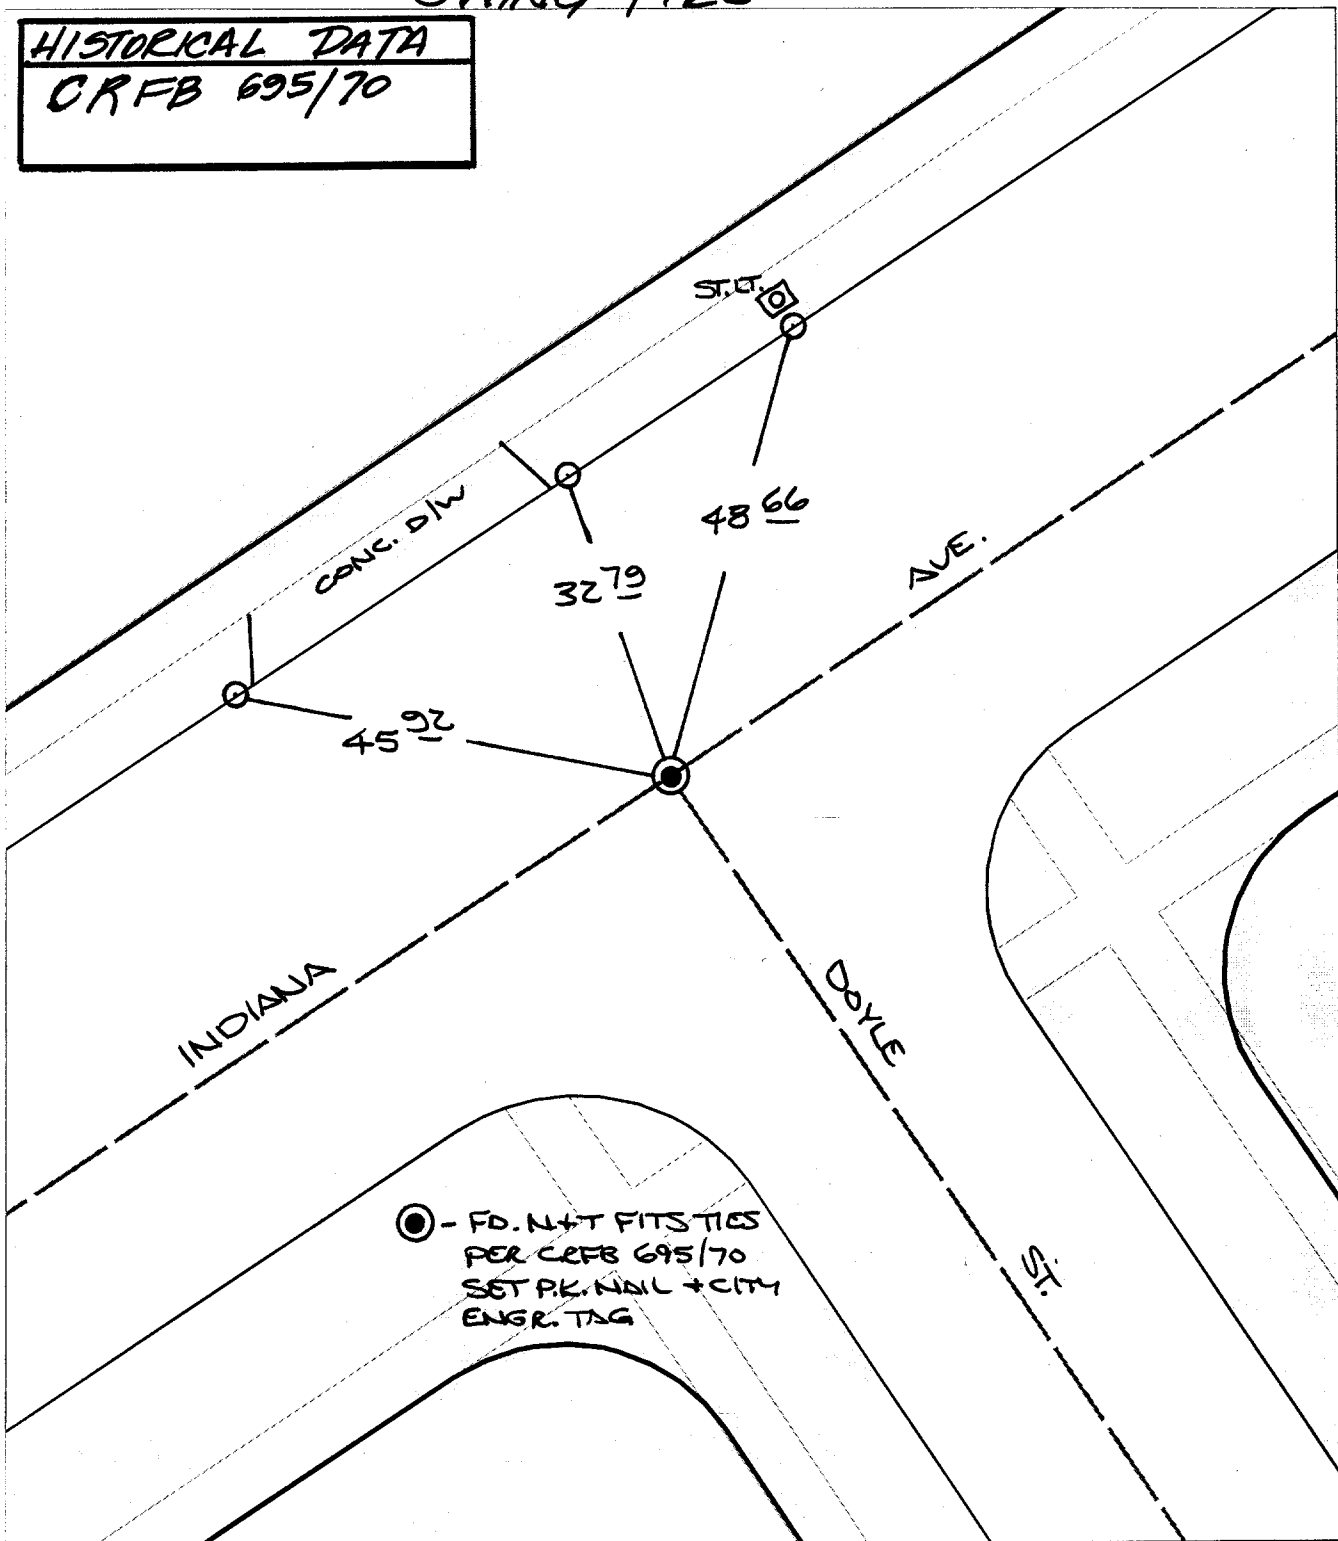 HISTORICAL DATA
CRFB 695/70
ST. LT.
CONC. D/W
48 66
32 79
45 92
AVE.
INDIANA
DOYLE
ST.
- FD. N+T FITS TIES
PER CRFB 695/70
SET P.K. NAIL + CITY
ENGR. TAG